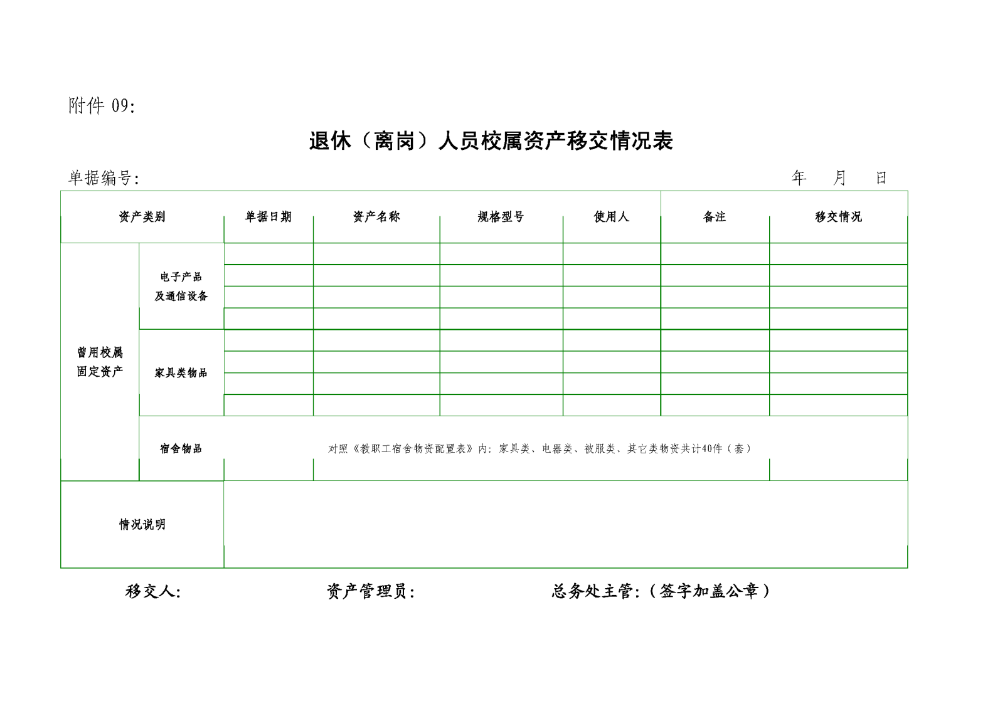 附件 09:
退休（离岗）人员校属资产移交情况表
单据编号: 年 月 日
资产类别 单据日期 资产名称 规格型号 使用人 备注 移交情况
电子产品
及通信设备
曾用校属
固定资产
家具类物品
宿舍物品 对照《教职工宿舍物资配置表》内: 家具类、电器类、被服类、其它类物资共计40件（套）
情况说明
移交人: 资产管理员: 总务处主管:（签字加盖公章）